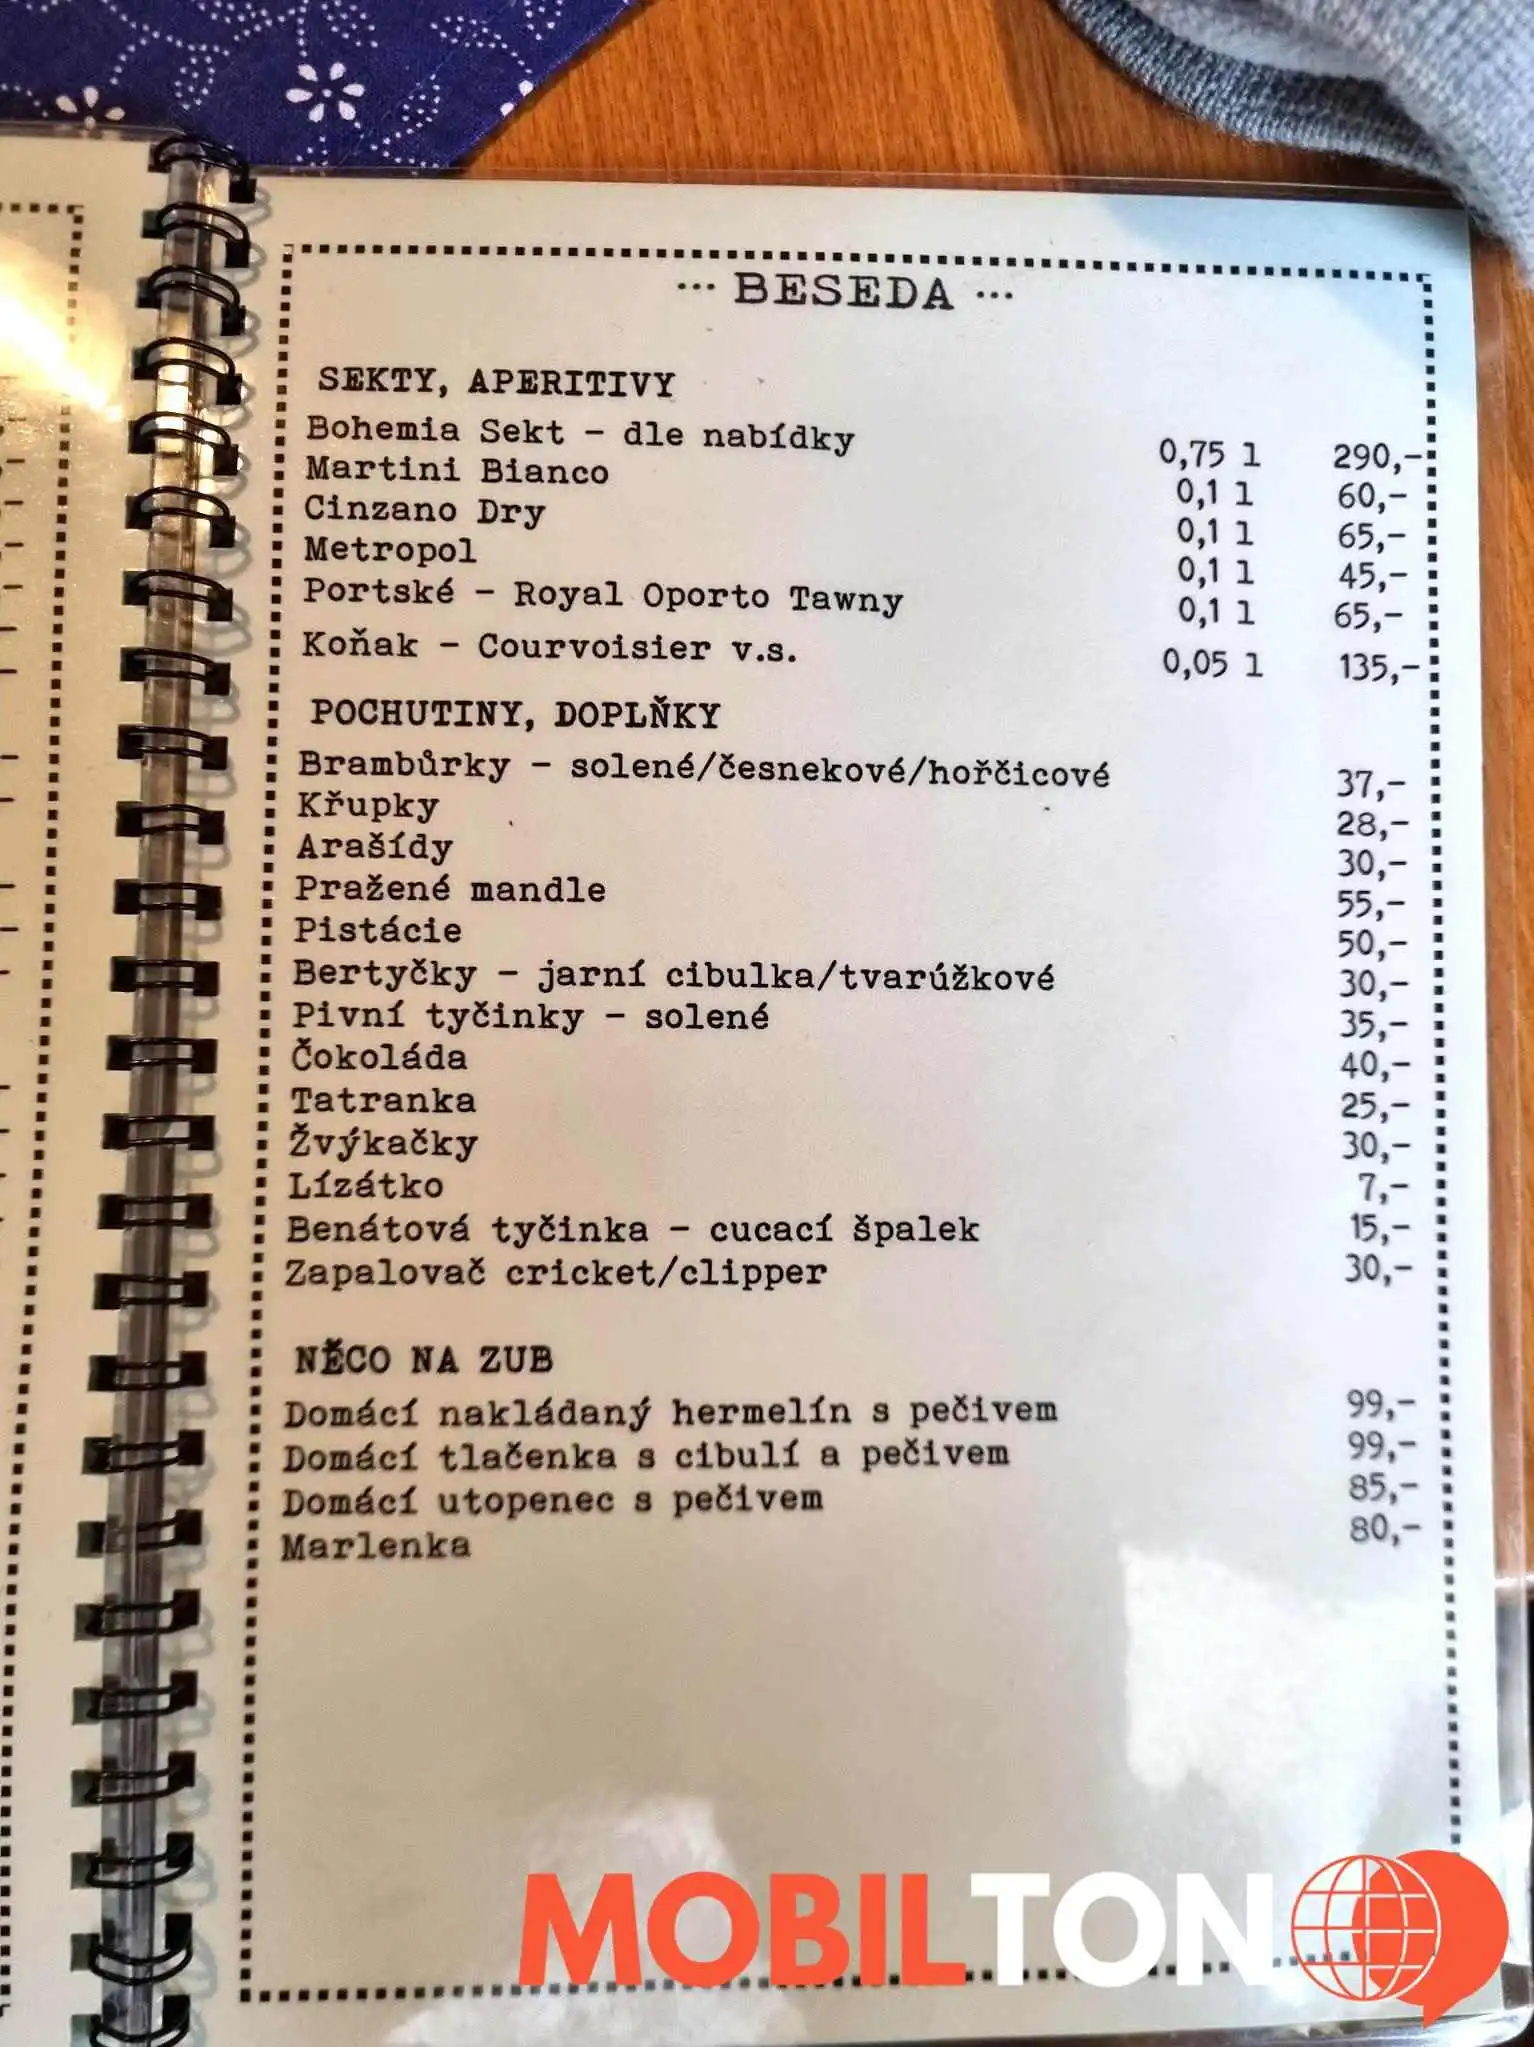 ··· BESEDA ···
SEKTY, APERITIVY
Bohemia Sekt - dle nabídky 0,75 l 290,-
Martini Bianco 0,1 l 60,-
Cinzano Dry 0,1 l 65,-
Metropol 0,1 l 45,-
Portské - Royal Oporto Tawny 0,1 l 65,-
Koňak - Courvoisier v.s. 0,05 l 135,-
POCHUTINY, DOPLŇKY
Brambůrky - solené/česnekové/hořčicové 37,-
Křupky 28,-
Arašídy 30,-
Pražené mandle 55,-
Pistácie 50,-
Bertyčky - jarní cibulka/tvarúžkové 30,-
Pivní tyčinky - solené 35,-
Čokoláda 40,-
Tatranka 25,-
Žvýkačky 30,-
Lízátko 7,-
Benátová tyčinka - cucací špalek 15,-
Zapalovač cricket/clipper 30,-
NĚCO NA ZUB
Domácí nakládaný hermelín s pečivem 99,-
Domácí tlačenka s cibulí a pečivem 99,-
Domácí utopenec s pečivem 85,-
Marlenka 80,-
MOBILTON